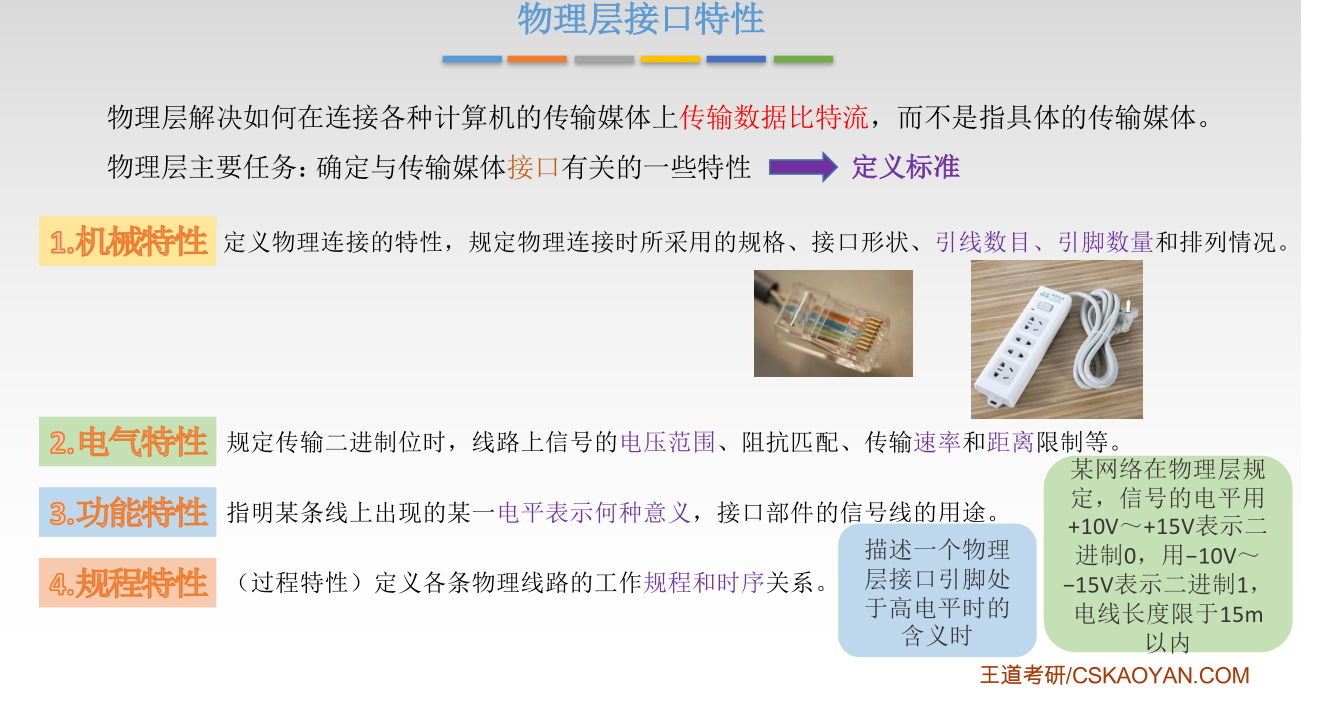 物理层接口特性
物理层解决如何在连接各种计算机的传输媒体上传输数据比特流，而不是指具体的传输媒体。
物理层主要任务：确定与传输媒体接口有关的一些特性
定义标准
1.机械特性
定义物理连接的特性，规定物理连接时所采用的规格、接口形状、引线数目、引脚数量和排列情况。
2.电气特性
规定传输二进制位时，线路上信号的电压范围、阻抗匹配、传输速率和距离限制等。
3.功能特性
指明某条线上出现的某一电平表示何种意义，接口部件的信号线的用途。
4.规程特性
（过程特性）定义各条物理线路的工作规程和时序关系。
描述一个物理
层接口引脚处
于高电平时的
含义时
某网络在物理层规
定，信号的电平用
+10V～+15V表示二
进制0，用−10V～
−15V表示二进制1，
电线长度限于15m
以内
王道考研/CSKAOYAN.COM